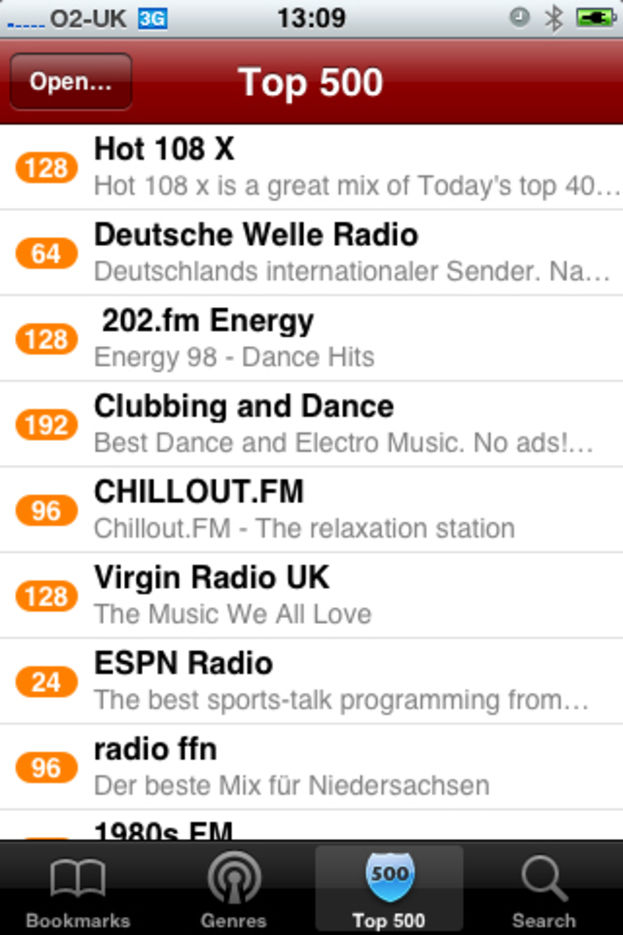 O2-UK 3G 13:09
Open... Top 500
128 Hot 108 X
Hot 108 x is a great mix of Today's top 40...
64 Deutsche Welle Radio
Deutschlands internationaler Sender. Na...
128 202.fm Energy
Energy 98 - Dance Hits
192 Clubbing and Dance
Best Dance and Electro Music. No ads!...
96 CHILLOUT.FM
Chillout.FM - The relaxation station
128 Virgin Radio UK
The Music We All Love
24 ESPN Radio
The best sports-talk programming from...
96 radio ffn
Der beste Mix für Niedersachsen
1980s FM
500
Bookmarks Genres Top 500 Search